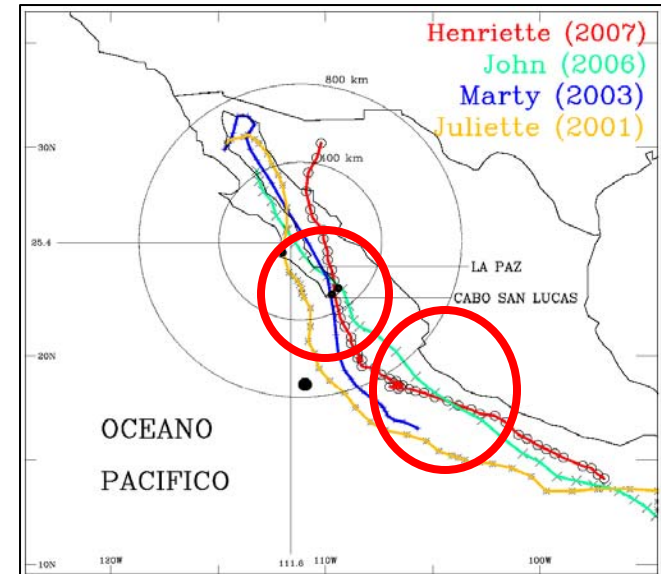 Henriette (2007)
John (2006)
Marty (2003)
Juliette (2001)
800 km
400 km
30N
25.4
LA PAZ
CABO SAN LUCAS
20N
OCEANO
PACIFICO
10N
120W
111.6
110W
100W